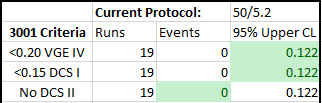 Current Protocol: 50/5.2
3001 Criteria Runs Events 95% Upper CL
<0.20 VGE IV 19 0 0.122
<0.15 DCS I 19 0 0.122
No DCS II 19 0 0.122